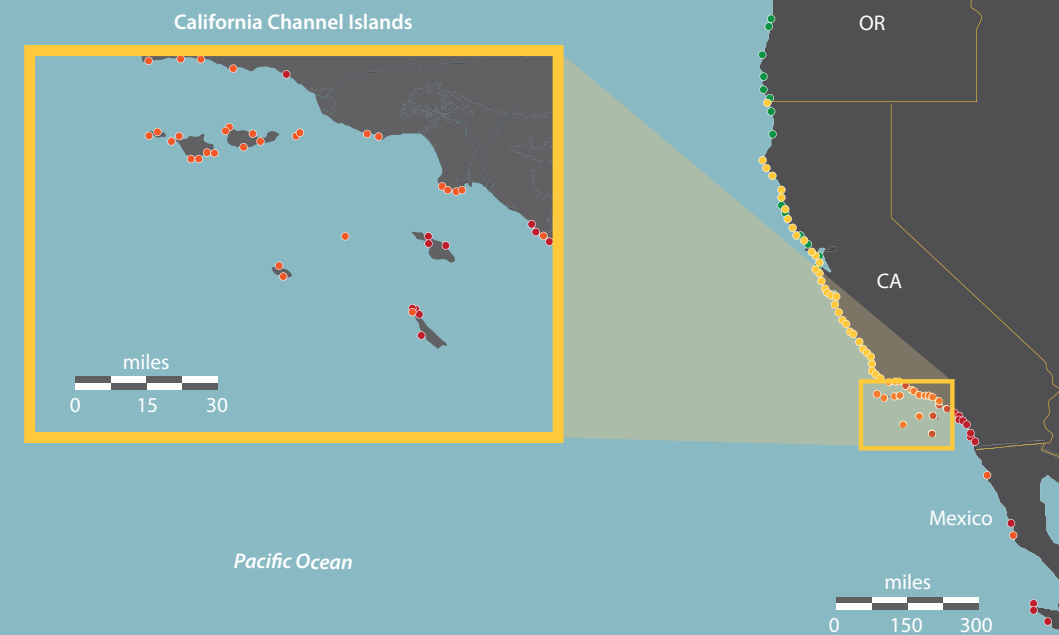 California Channel Islands
OR
CA
miles
0 15 30
Mexico
Pacific Ocean
miles
0 150 300